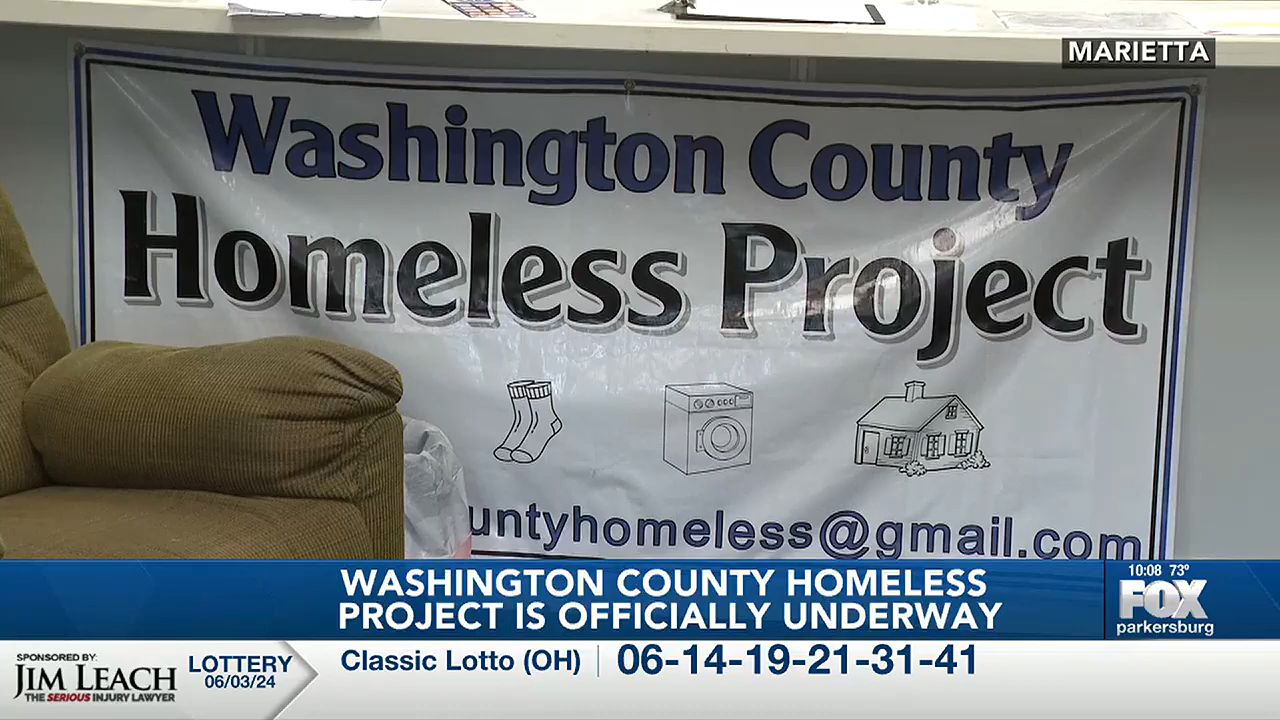 MARIETTA
Washington County
Homeless Project
untyhomeless@gmail.com
WASHINGTON COUNTY HOMELESS
PROJECT IS OFFICIALLY UNDERWAY
10:08 73°
FOX
parkersburg
SPONSORED BY:
JIM LEACH
THE SERIOUS INJURY LAWYER
LOTTERY
06/03/24
Classic Lotto (OH) 06-14-19-21-31-41